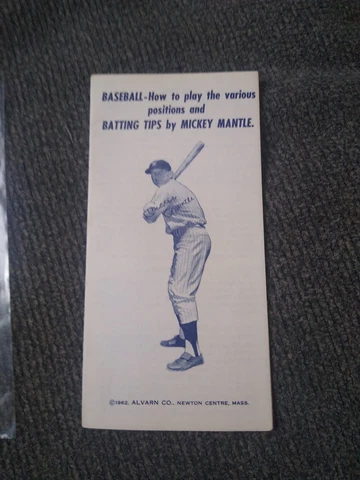 BASEBALL-How to play the various
positions and
BATTING TIPS by MICKEY MANTLE.
©1962, ALVARN CO., NEWTON CENTRE, MASS.